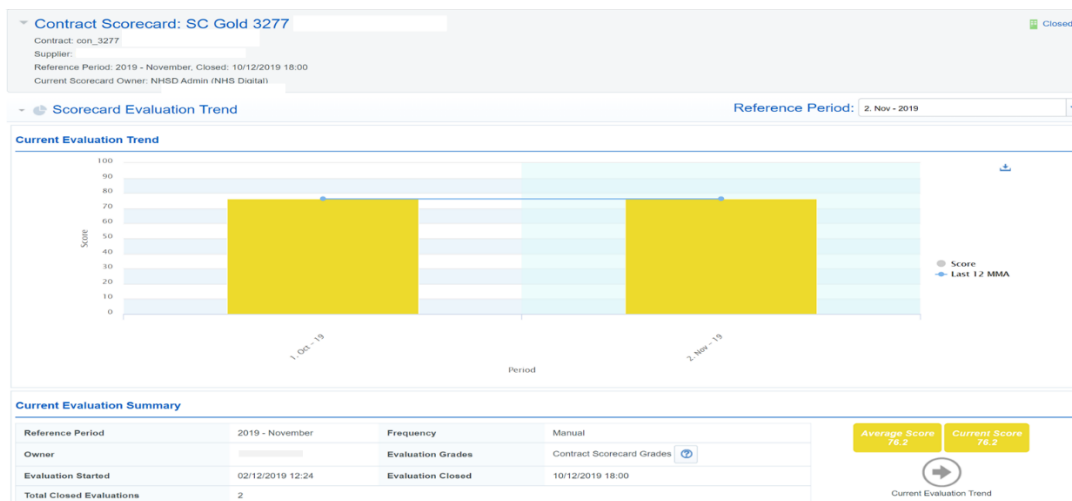 Contract Scorecard: SC Gold 3277
Closed
Contract: con_3277
Supplier:
Reference Period: 2019 - November, Closed: 10/12/2019 18:00
Current Scorecard Owner: NHSD Admin (NHS Digital)
Scorecard Evaluation Trend
Reference Period: 2. Nov - 2019
Current Evaluation Trend
100
90
80
70
60
50
40
30
20
10
0
Score
1. Oct - 19
2. Nov - 19
Period
Score
Last 12 MMA
Current Evaluation Summary
Reference Period 2019 - November Frequency Manual
Owner Evaluation Grades Contract Scorecard Grades ?
Evaluation Started 02/12/2019 12:24 Evaluation Closed 10/12/2019 18:00
Total Closed Evaluations 2
Average Score
76.2
Current Score
76.2
Current Evaluation Trend